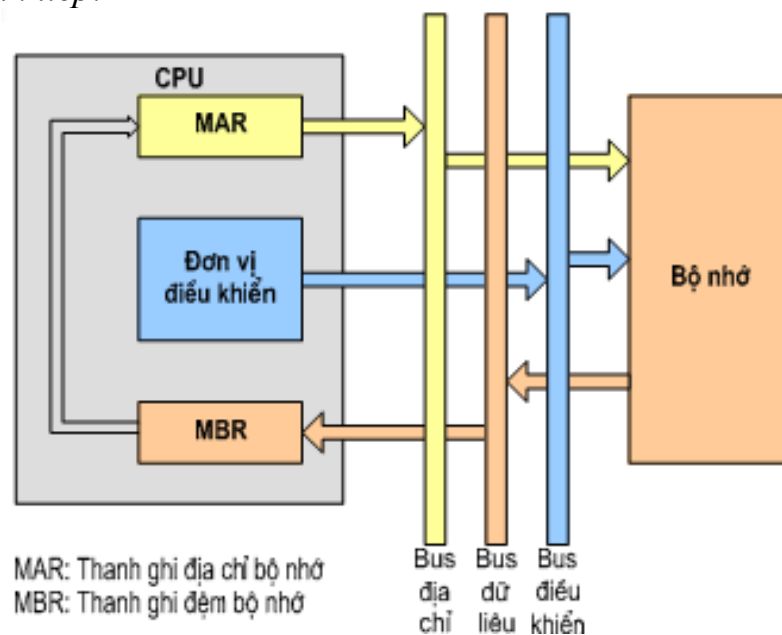 CPU
MAR
Đơn vị
điều khiển
Bộ nhớ
MBR
MAR: Thanh ghi địa chỉ bộ nhớ
MBR: Thanh ghi đệm bộ nhớ
Bus
địa
chỉ
Bus
dữ
liệu
Bus
điều
khiển